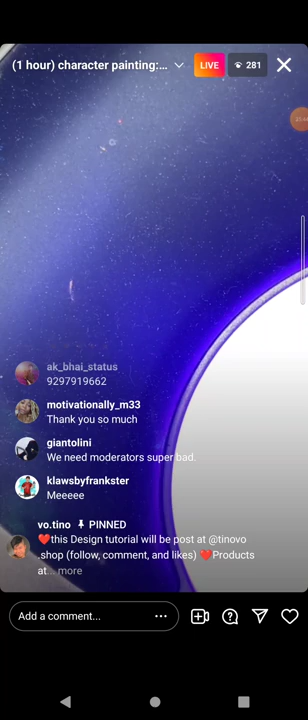 (1 hour) character painting:...
LIVE
281
ak_bhai_status
9297919662
motivationally_m33
Thank you so much
giantolini
We need moderators super bad.
klawsbyfrankster
Meeeee
vo.tino PINNED
❤️this Design tutorial will be post at @tinovo
.shop (follow, comment, and likes) ❤️Products
at... more
Add a comment...